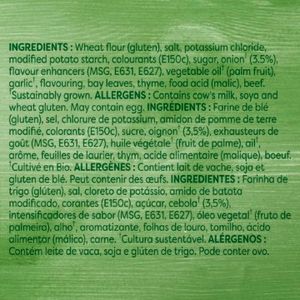 INGREDIENTS : Wheat flour (gluten), salt, potassium chloride,
modified potato starch, colourants (E150c), sugar, onion¹ (3,5%),
flavour enhancers (MSG, E631, E627), vegetable oil¹ (palm fruit),
garlic¹, flavouring, bay leaves, thyme, food acid (malic), beef.
¹Sustainably grown. ALLERGENS : Contains cow's milk, soya and
wheat gluten. May contain egg. INGRÉDIENTS : Farine de blé
(gluten), sel, chlorure de potassium, amidon de pomme de terre
modifié, colorants (E150c), sucre, oignon¹ (3,5%), exhausteurs de
goût (MSG, E631, E627), huile végétale¹ (fruit de palme), ail¹,
arôme, feuilles de laurier, thym, acide alimentaire (malique), boeuf.
¹Cultivé en Bio. ALLERGÈNES : Contient lait de vache, soja et
gluten de blé. Peut contenir des œufs. INGREDIENTES : Farinha de
trigo (glúten), sal, cloreto de potássio, amido de batata
modificado, corantes (E150c), açúcar, cebola¹ (3,5%),
intensificadores de sabor (MSG, E631, E627), óleo vegetal¹ (fruto de
palmeira), alho¹, aromatizante, folhas de louro, tomilho, ácido
alimentar (málico), carne. ¹Cultura sustentável. ALÉRGENOS :
Contém leite de vaca, soja e glúten de trigo. Pode conter ovo.